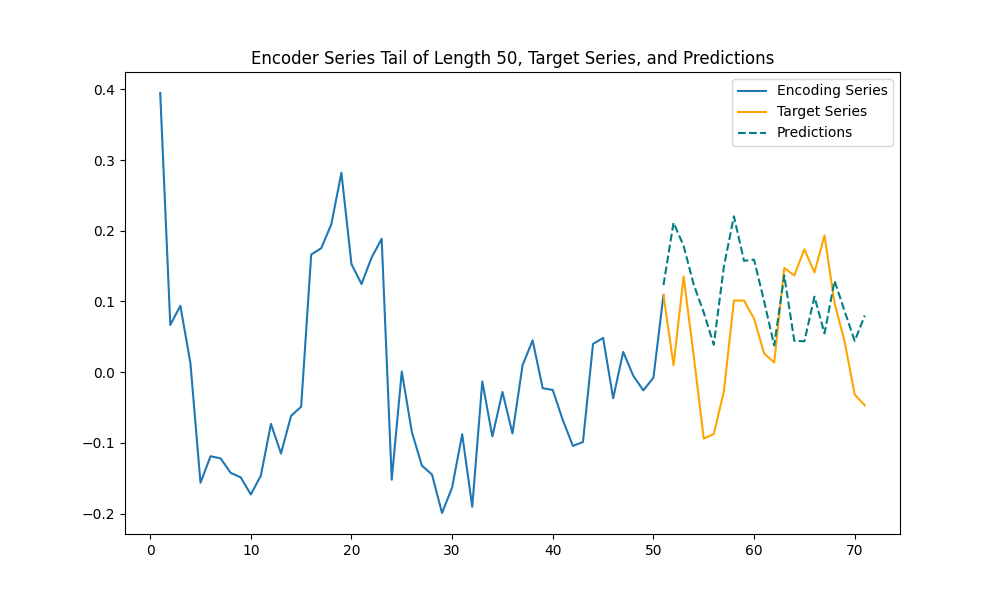 Encoder Series Tail of Length 50, Target Series, and Predictions
Encoding Series
Target Series
Predictions
0.4
0.3
0.2
0.1
0.0
−0.1
−0.2
0 10 20 30 40 50 60 70